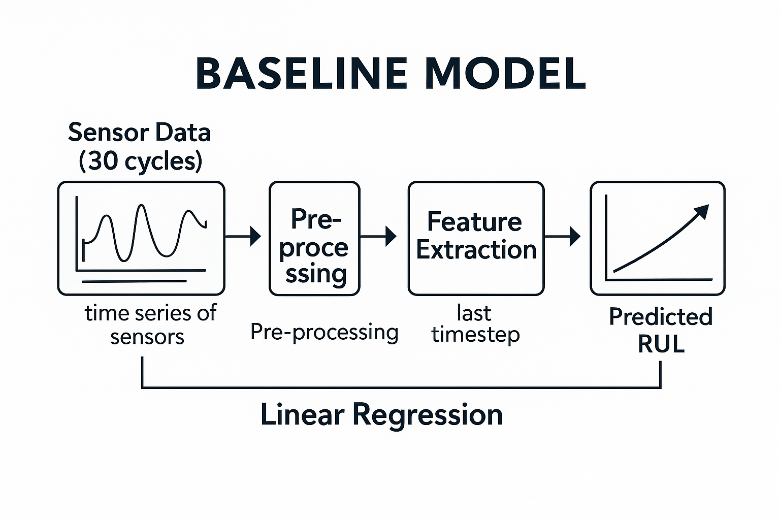 BASELINE MODEL
Sensor Data
(30 cycles)
Pre-
proce
ssing
Feature
Extraction
time series of
sensors
Pre-processing
last
timestep
Predicted
RUL
Linear Regression